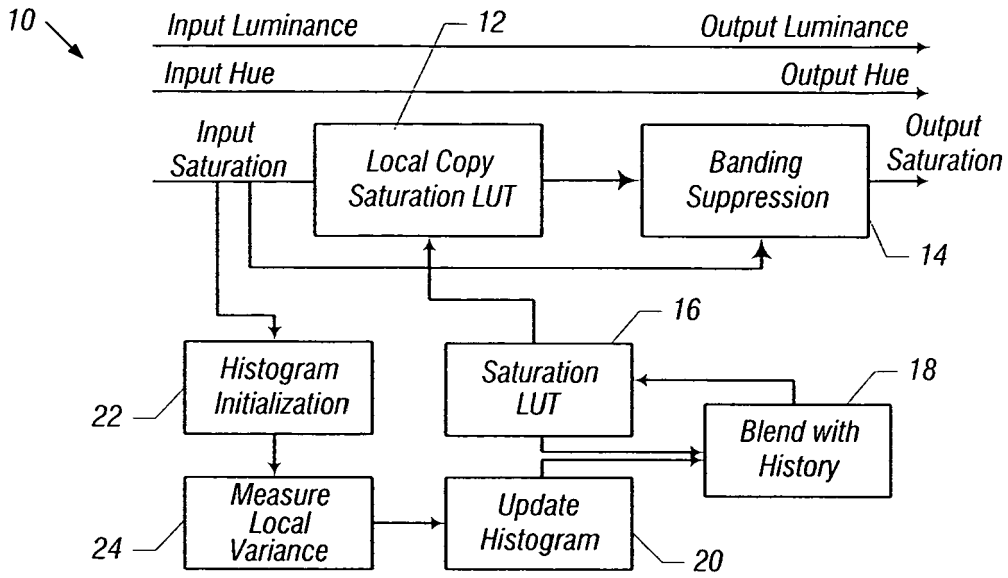 10
Input Luminance
12
Output Luminance
Input Hue
Output Hue
Input
Saturation
Local Copy
Saturation LUT
Banding
Suppression
Output
Saturation
14
16
Histogram
Initialization
22
Saturation
LUT
18
Blend with
History
Measure
Local
Variance
24
Update
Histogram
20